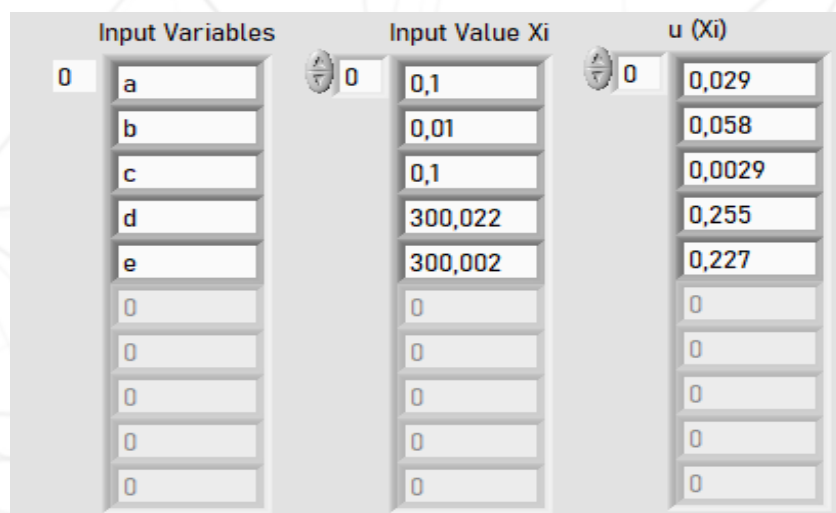 Input Variables Input Value Xi u (Xi)
0 a 0 0,1 0 0,029
b 0,01 0,058
c 0,1 0,0029
d 300,022 0,255
e 300,002 0,227
0 0 0
0 0 0
0 0 0
0 0 0
0 0 0